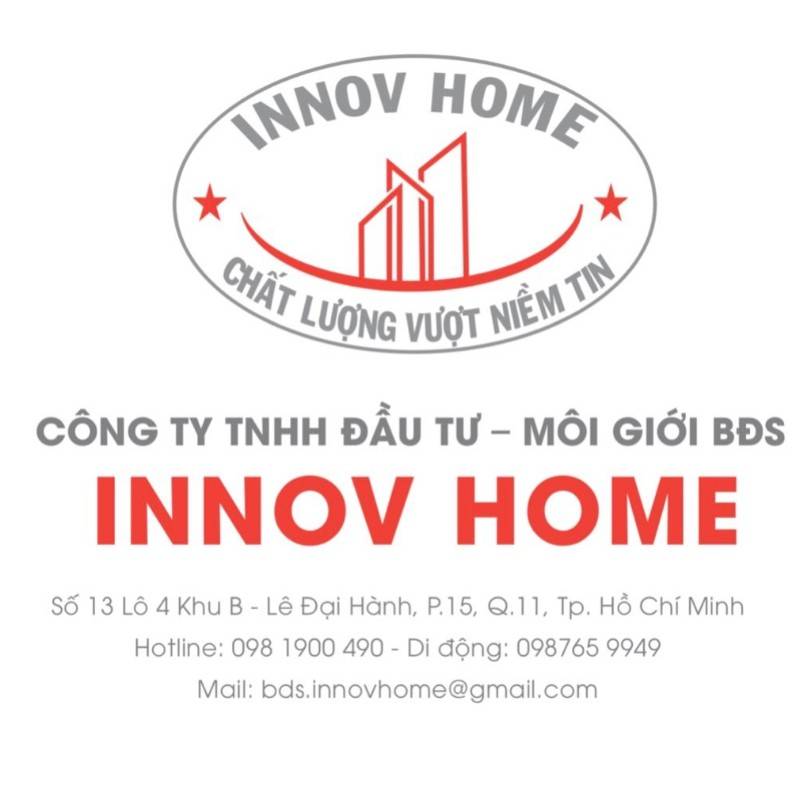 INNOV HOME
CHẤT LƯỢNG VƯỢT NIỀM TIN
CÔNG TY TNHH ĐẦU TƯ – MÔI GIỚI BĐS
INNOV HOME
Số 13 Lô 4 Khu B - Lê Đại Hành, P.15, Q.11, Tp. Hồ Chí Minh
Hotline: 098 1900 490 - Di động: 098765 9949
Mail: bds.innovhome@gmail.com